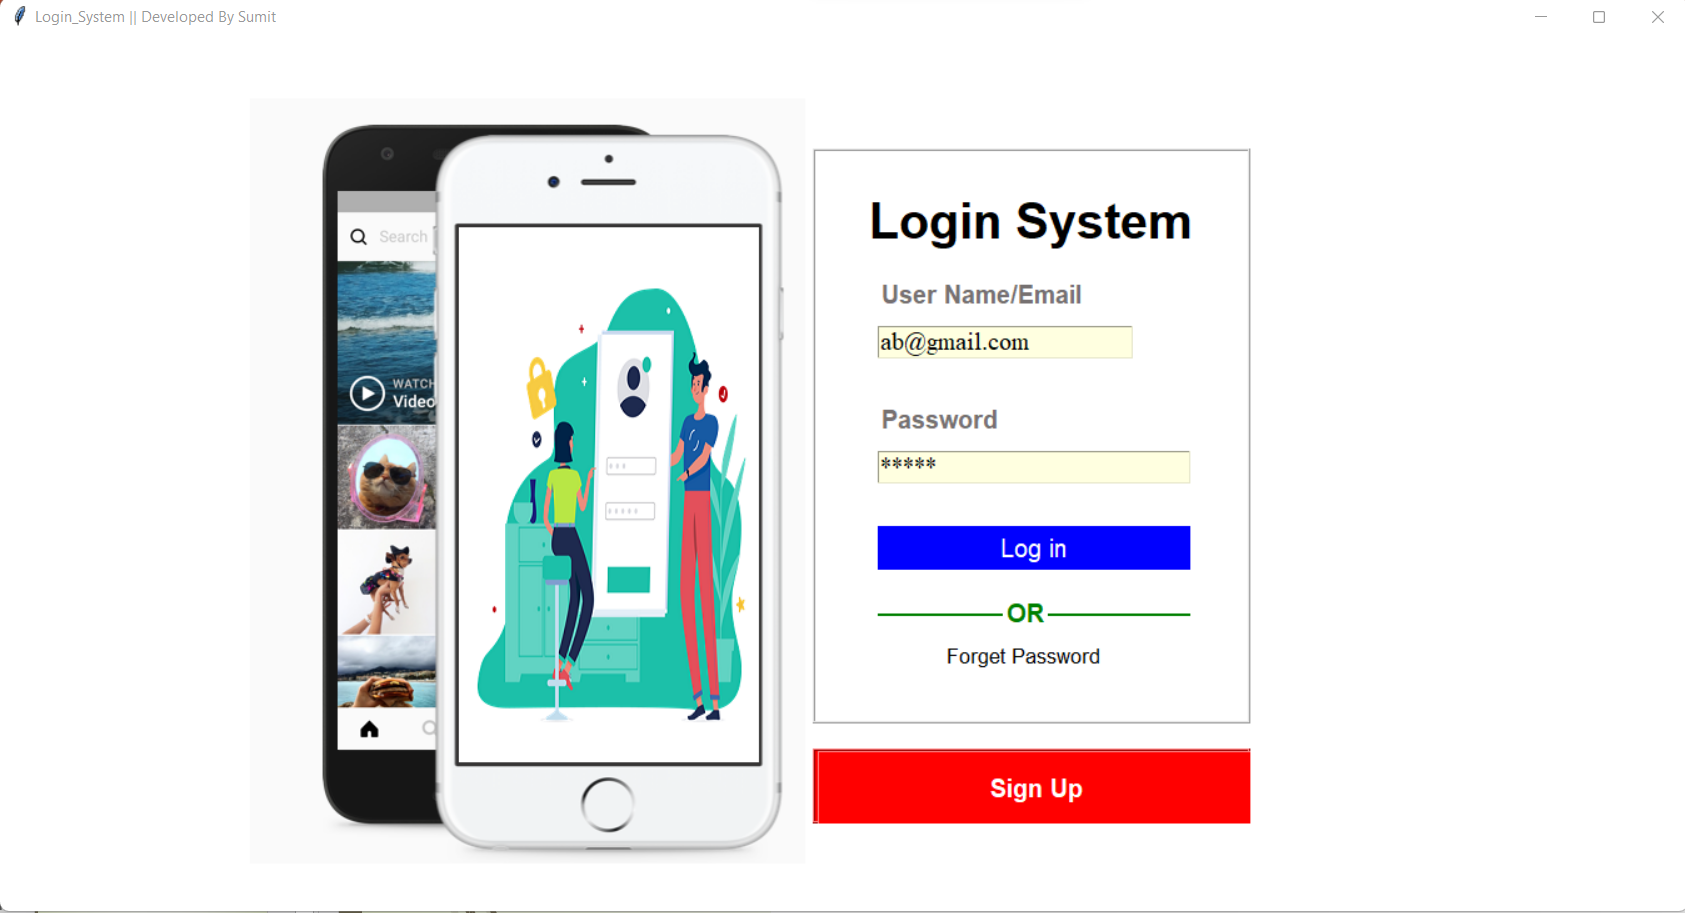 Login_System || Developed By Sumit
Search
WATCH
Video
Login System
User Name/Email
ab@gmail.com
Password
*****
Log in
OR
Forget Password
Sign Up